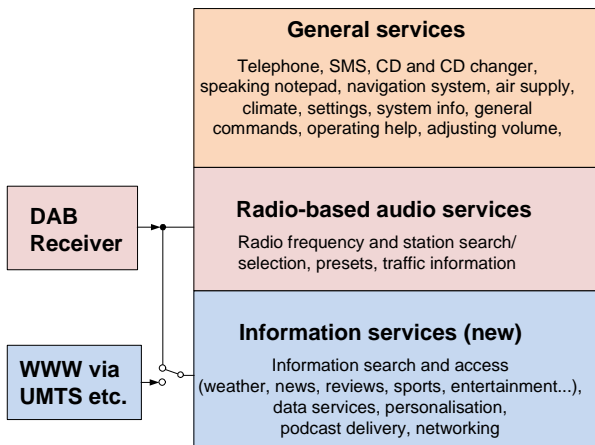 General services
Telephone, SMS, CD and CD changer,
speaking notepad, navigation system, air supply,
climate, settings, system info, general
commands, operating help, adjusting volume,
DAB
Receiver
Radio-based audio services
Radio frequency and station search/
selection, presets, traffic information
WWW via
UMTS etc.
Information services (new)
Information search and access
(weather, news, reviews, sports, entertainment...),
data services, personalisation,
podcast delivery, networking